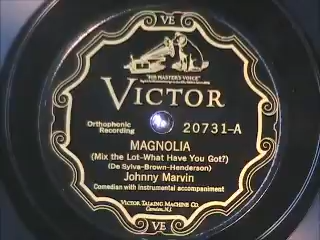 VE
"HIS MASTER'S VOICE"
VICTOR
Orthophonic
Recording
20731-A
MAGNOLIA
(Mix the Lot-What Have You Got?)
(De Sylva-Brown-Henderson)
Johnny Marvin
Comedian with instrumental accompaniment
VICTOR TALKING MACHINE CO.
Camden, N.J.
VE